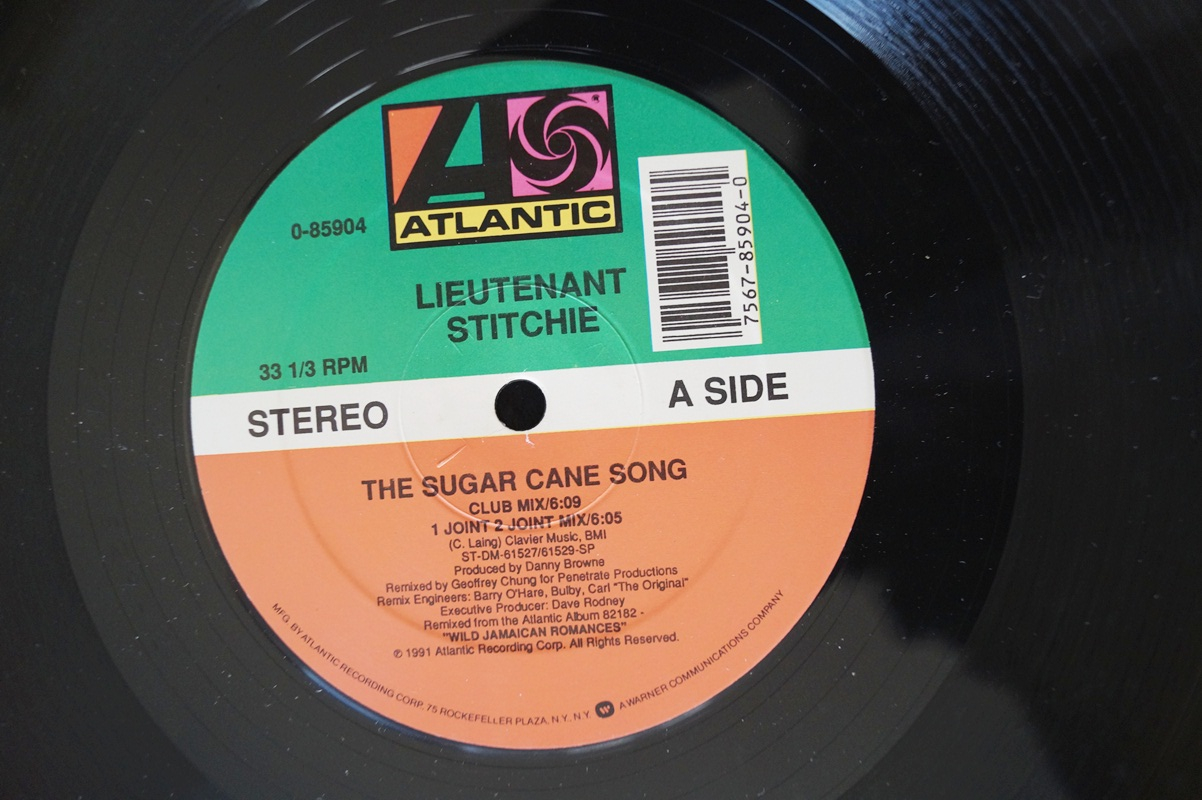 ATLANTIC
0-85904
7567-85904-0
LIEUTENANT
STITCHIE
33 1/3 RPM
STEREO
A SIDE
THE SUGAR CANE SONG
CLUB MIX/6:09
1 JOINT 2 JOINT MIX/6:05
(C. Laing) Clavier Music, BMI
ST-DM-61527/61529-SP
Produced by Danny Browne
Remixed by Geoffrey Chung for Penetrate Productions
Remix Engineers: Barry O'Hare, Bulby, Carl "The Original"
Executive Producer: Dave Rodney
Remixed from the Atlantic Album 82182 -
"WILD JAMAICAN ROMANCES"
℗ 1991 Atlantic Recording Corp. All Rights Reserved.
MFG. BY ATLANTIC RECORDING CORP. 75 ROCKEFELLER PLAZA, N.Y. N.Y. W A WARNER COMMUNICATIONS COMPANY